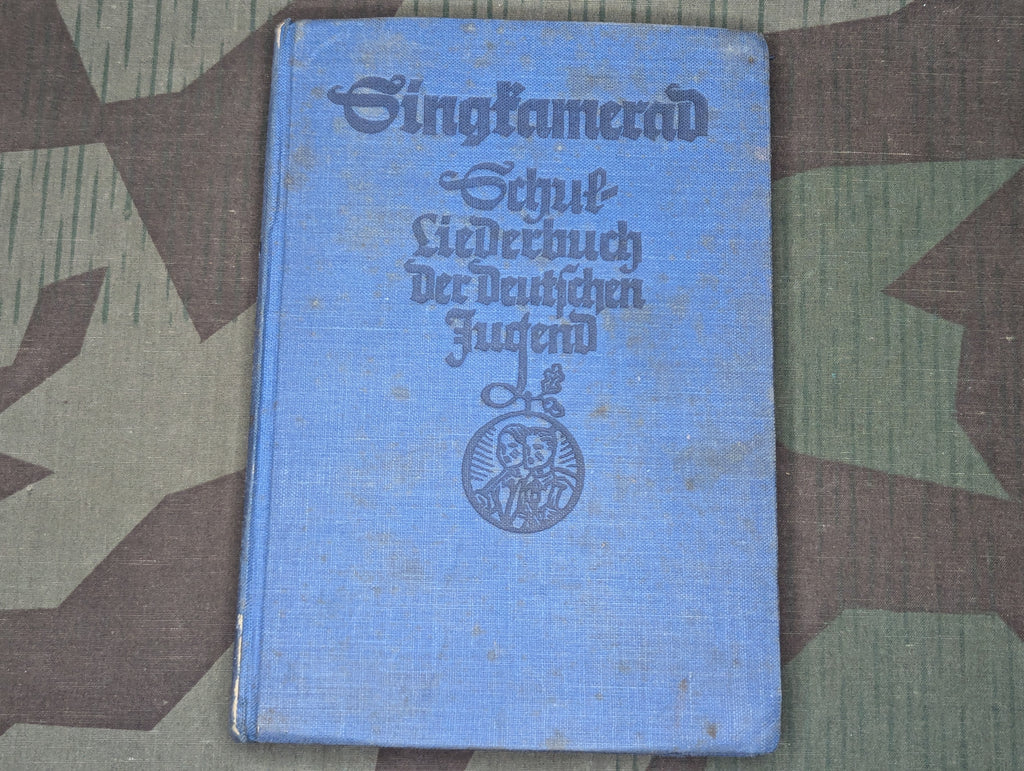 Singkamerad
Schul-
Liederbuch
der deutschen
Jugend